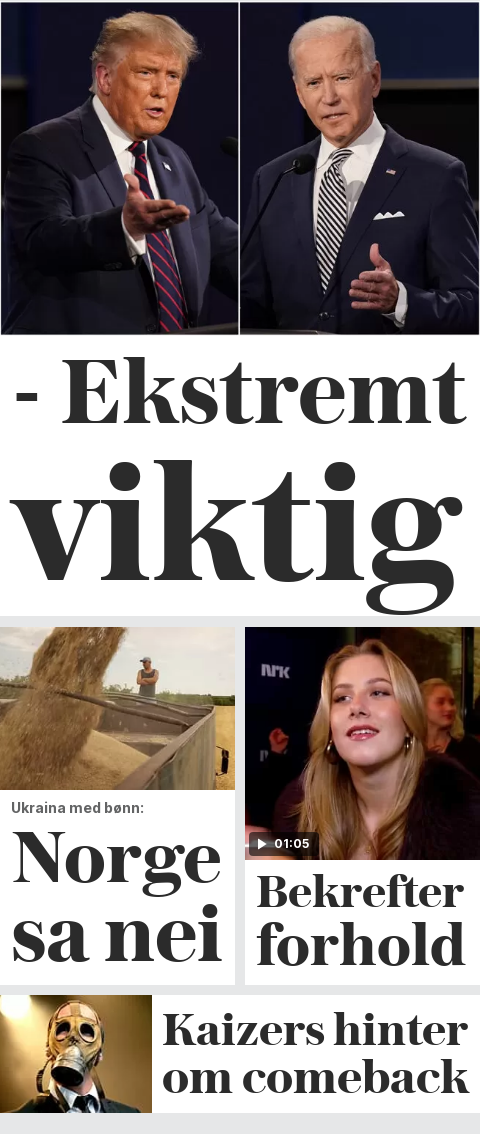 - Ekstremt
viktig
Ukraina med bønn:
Norge
sa nei
NRK
01:05
Bekrefter
forhold
Kaizers hinter
om comeback